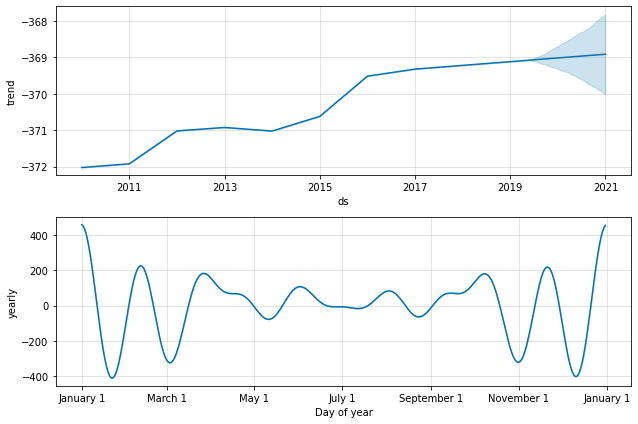 −368
−369
−370
−371
−372
trend
2011 2013 2015 2017 2019 2021
ds
400
200
0
−200
−400
yearly
January 1 March 1 May 1 July 1 September 1 November 1 January 1
Day of year